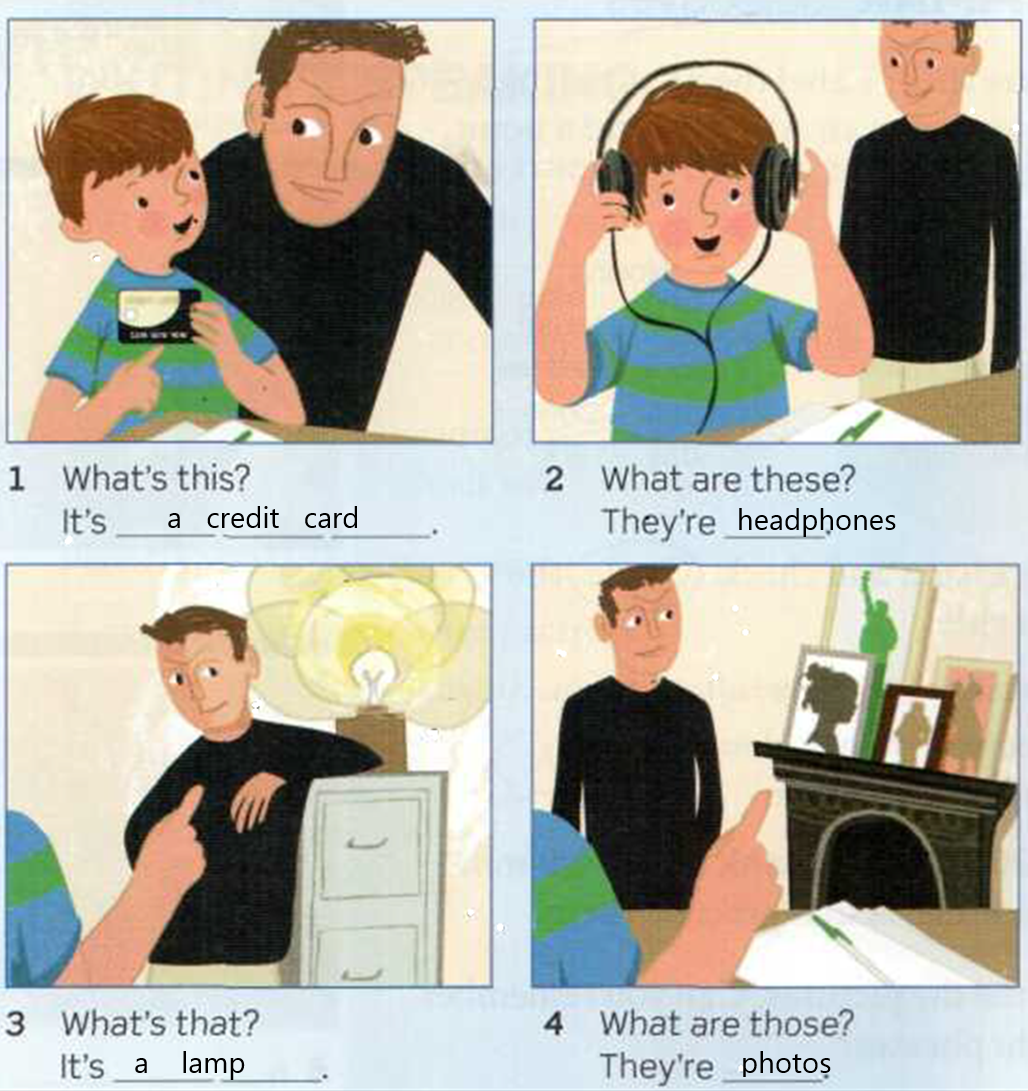 1 What's this?
It's a credit card.
2 What are these?
They're headphones.
3 What's that?
It's a lamp.
4 What are those?
They're photos.